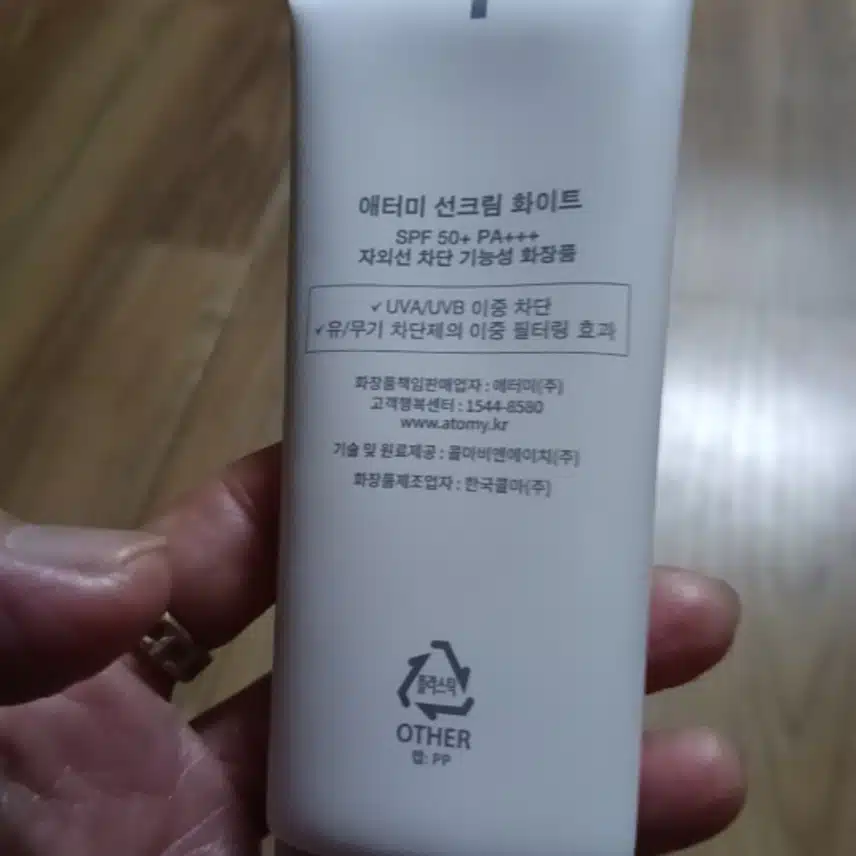 애터미 선크림 화이트
SPF 50+ PA+++
자외선 차단 기능성 화장품
✓UVA/UVB 이중 차단
✓유/무기 차단제의 이중 필터링 효과
화장품책임판매업자 : 애터미(주)
고객행복센터 : 1544-8580
www.atomy.kr
기술 및 원료제공 : 콜마비앤에이치(주)
화장품제조업자 : 한국콜마(주)
플라스틱
OTHER
캡: PP